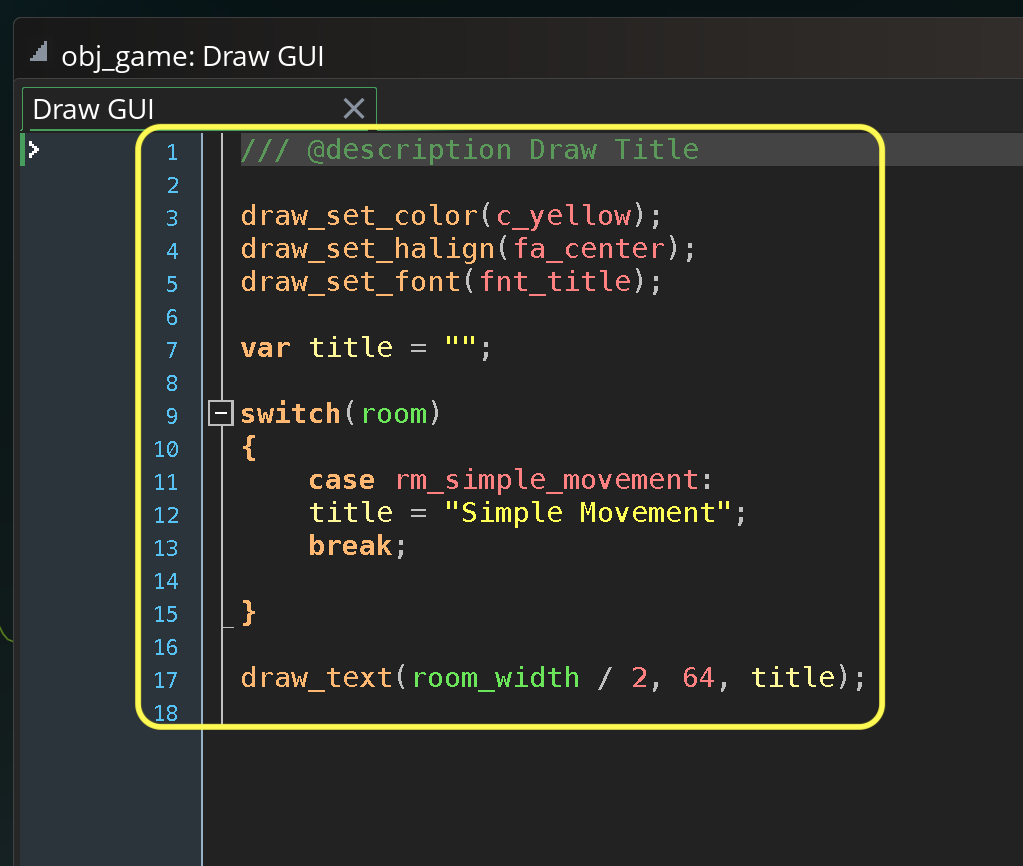 obj_game: Draw GUI
Draw GUI
1 /// @description Draw Title
2
3 draw_set_color(c_yellow);
4 draw_set_halign(fa_center);
5 draw_set_font(fnt_title);
6
7 var title = "";
8
9 switch(room)
10 {
11     case rm_simple_movement:
12     title = "Simple Movement";
13     break;
14
15 }
16
17 draw_text(room_width / 2, 64, title);
18